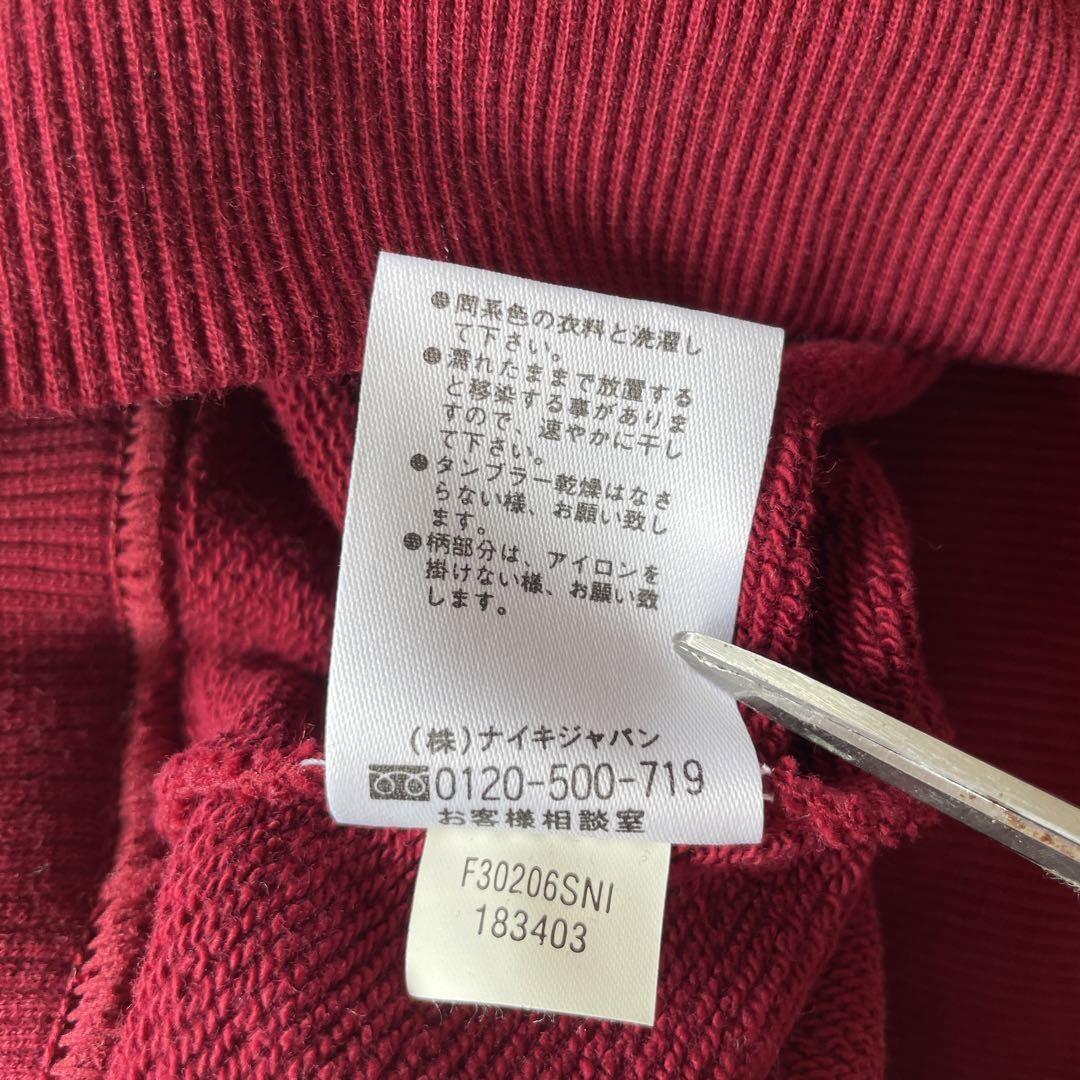 ●同系色の衣料と洗濯し
て下さい。
●濡れたままで放置する
と移染する事がありま
すので、速やかに干し
て下さい。
●タンブラー乾燥はなさ
らない様、お願い致し
ます。
●柄部分は、アイロンを
掛けない様、お願い致
します。
(株)ナイキジャパン
0120-500-719
お客様相談室
F30206SNI
183403